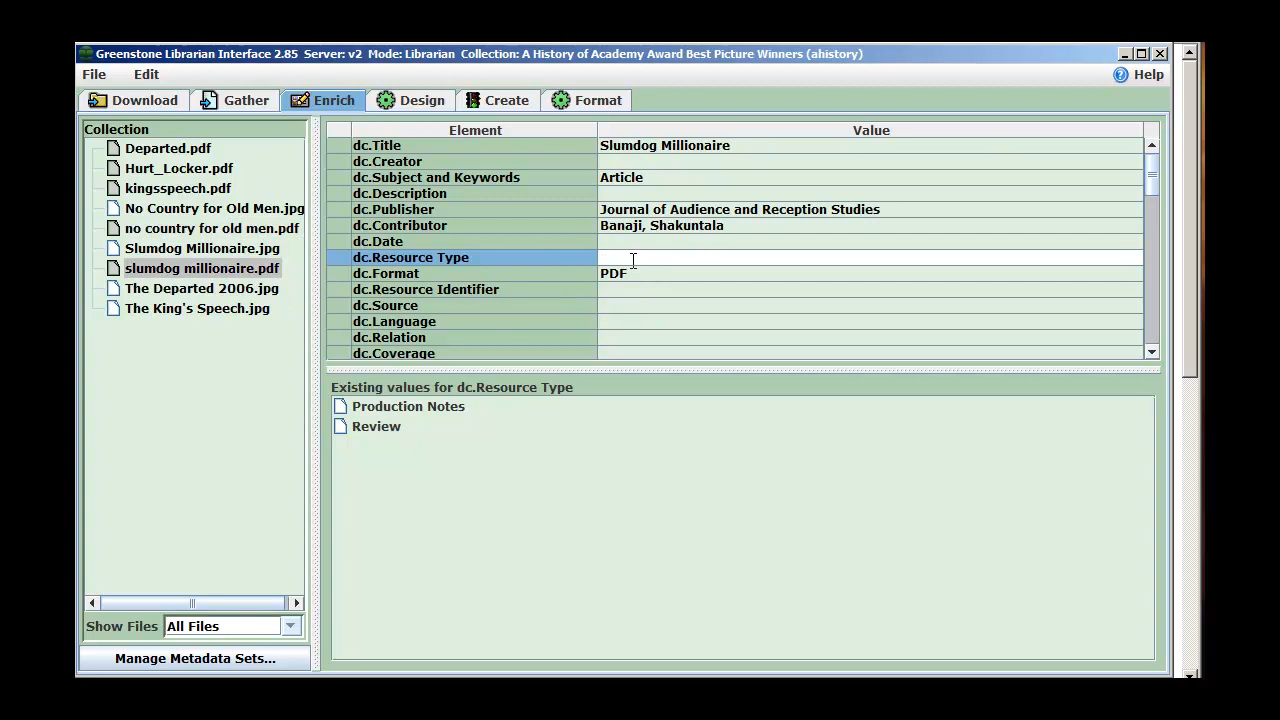 Greenstone Librarian Interface 2.85 Server: v2 Mode: Librarian Collection: A History of Academy Award Best Picture Winners (ahistory)
File Edit Help
Download Gather Enrich Design Create Format
Collection
Departed.pdf
Hurt_Locker.pdf
kingsspeech.pdf
No Country for Old Men.jpg
no country for old men.pdf
Slumdog Millionaire.jpg
slumdog millionaire.pdf
The Departed 2006.jpg
The King's Speech.jpg
Show Files All Files
Manage Metadata Sets...
Element Value
dc.Title Slumdog Millionaire
dc.Creator
dc.Subject and Keywords Article
dc.Description
dc.Publisher Journal of Audience and Reception Studies
dc.Contributor Banaji, Shakuntala
dc.Date
dc.Resource Type
dc.Format PDF
dc.Resource Identifier
dc.Source
dc.Language
dc.Relation
dc.Coverage
Existing values for dc.Resource Type
Production Notes
Review